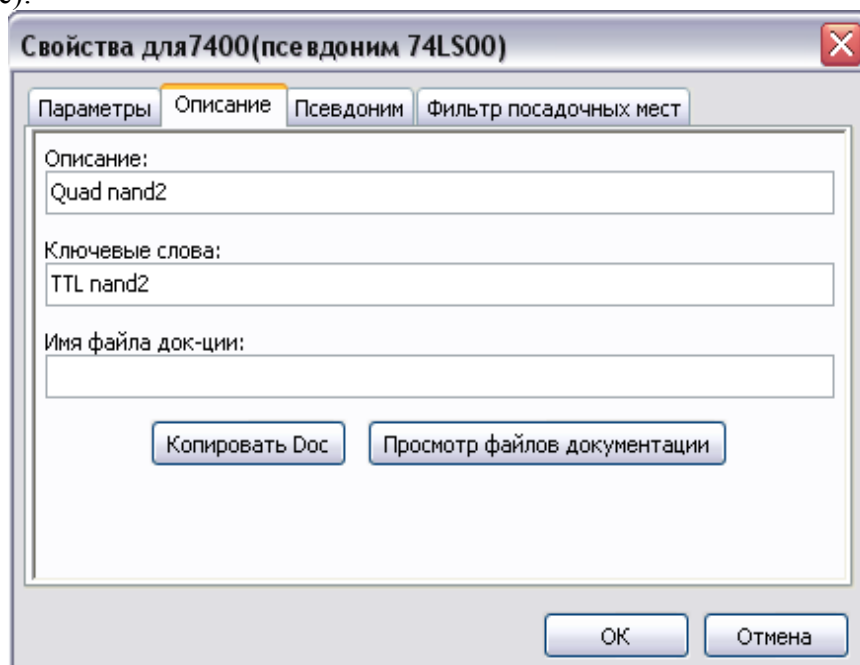 с).
Свойства для7400(псевдоним 74LS00)
Параметры Описание Псевдоним Фильтр посадочных мест
Описание:
Quad nand2
Ключевые слова:
TTL nand2
Имя файла док-ции:
Копировать Doc Просмотр файлов документации
OK Отмена